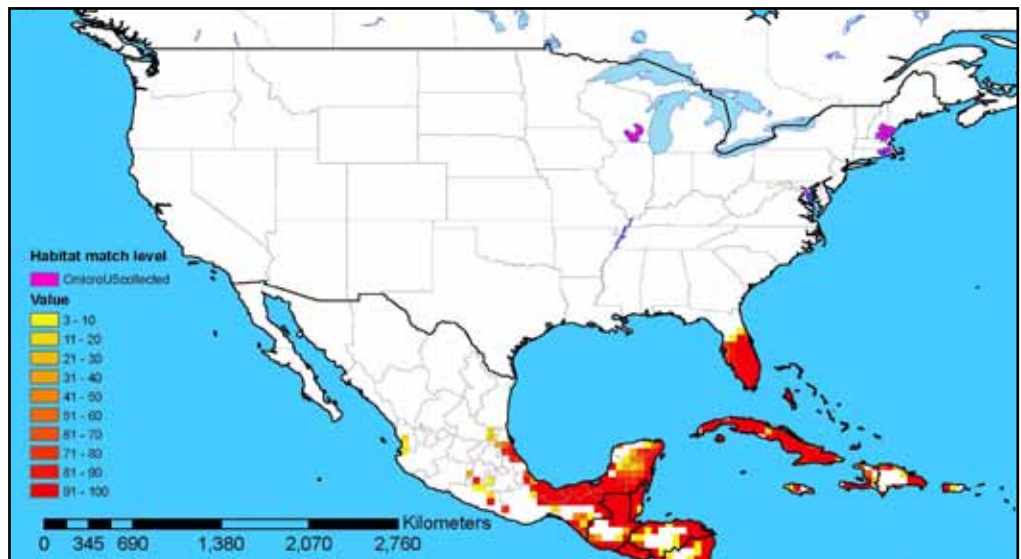 Habitat match level
CmicroUScollected
Value
3 - 10
11 - 20
21 - 30
31 - 40
41 - 50
51 - 60
61 - 70
71 - 80
81 - 90
91 - 100
Kilometers
0 345 690 1,380 2,070 2,760